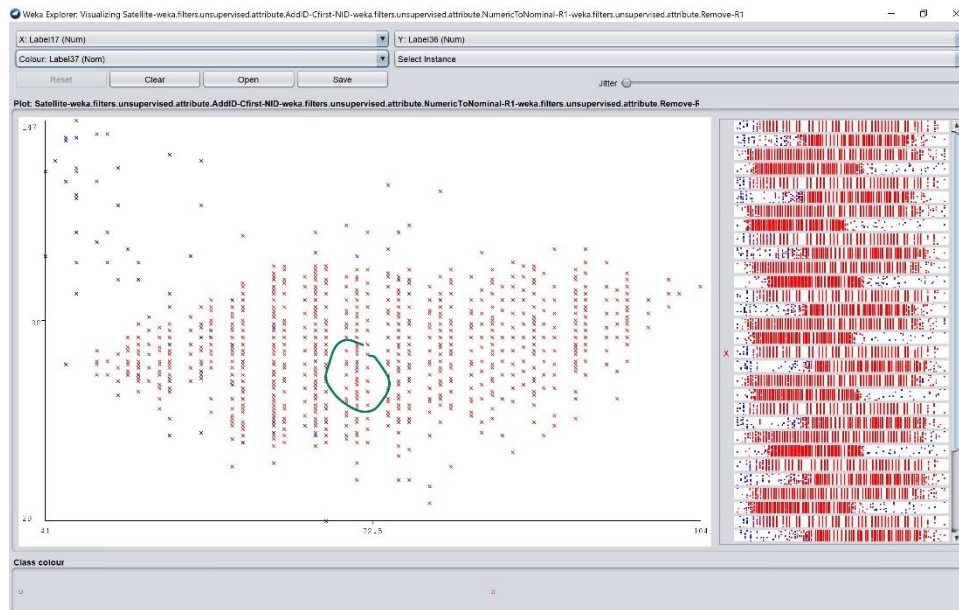 Weka Explorer: Visualizing Satellite-weka.filters.unsupervised.attribute.AddID-Cfirst-NID-weka.filters.unsupervised.attribute.NumericToNominal-R1-weka.filters.unsupervised.attribute.Remove-R1
X: Label17 (Num) Y: Label36 (Num)
Colour: Label37 (Nom) Select Instance
Reset Clear Open Save Jitter
Plot: Satellite-weka.filters.unsupervised.attribute.AddID-Cfirst-NID-weka.filters.unsupervised.attribute.NumericToNominal-R1-weka.filters.unsupervised.attribute.Remove-F
147
X
29
41 72.5 104
Class colour